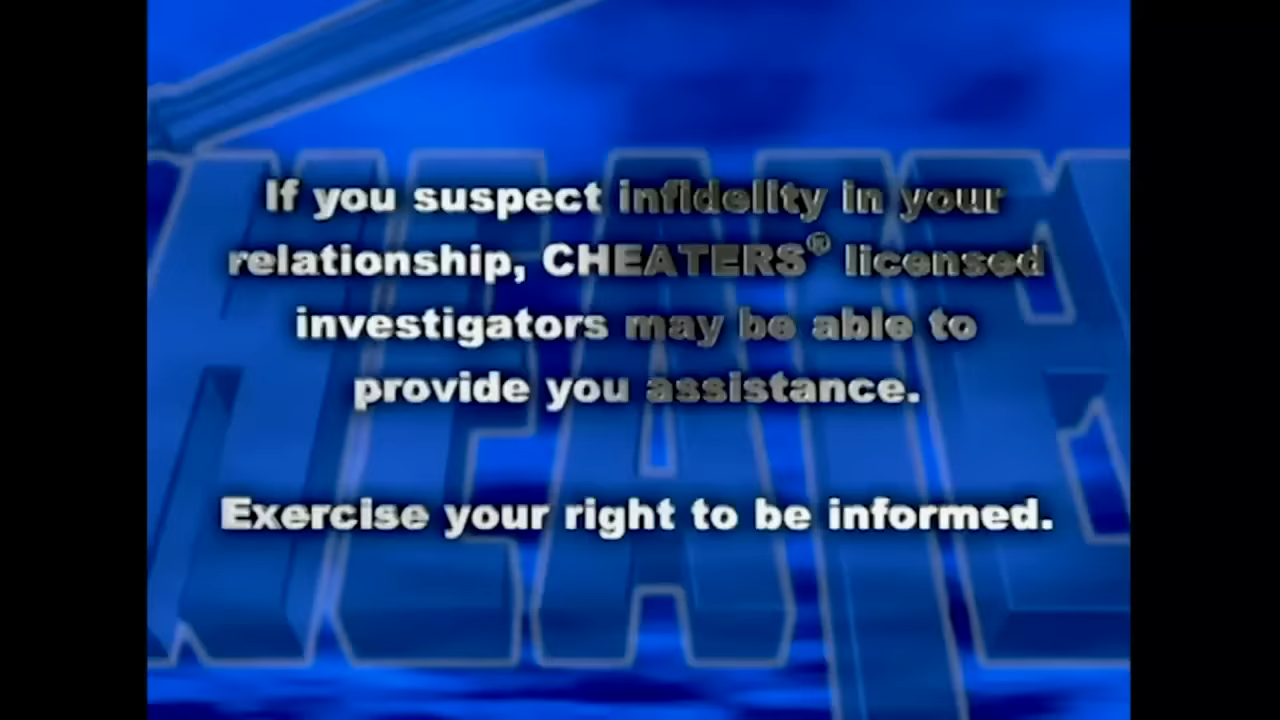 If you suspect infidelity in your
relationship, CHEATERS® licensed
investigators may be able to
provide you assistance.
Exercise your right to be informed.